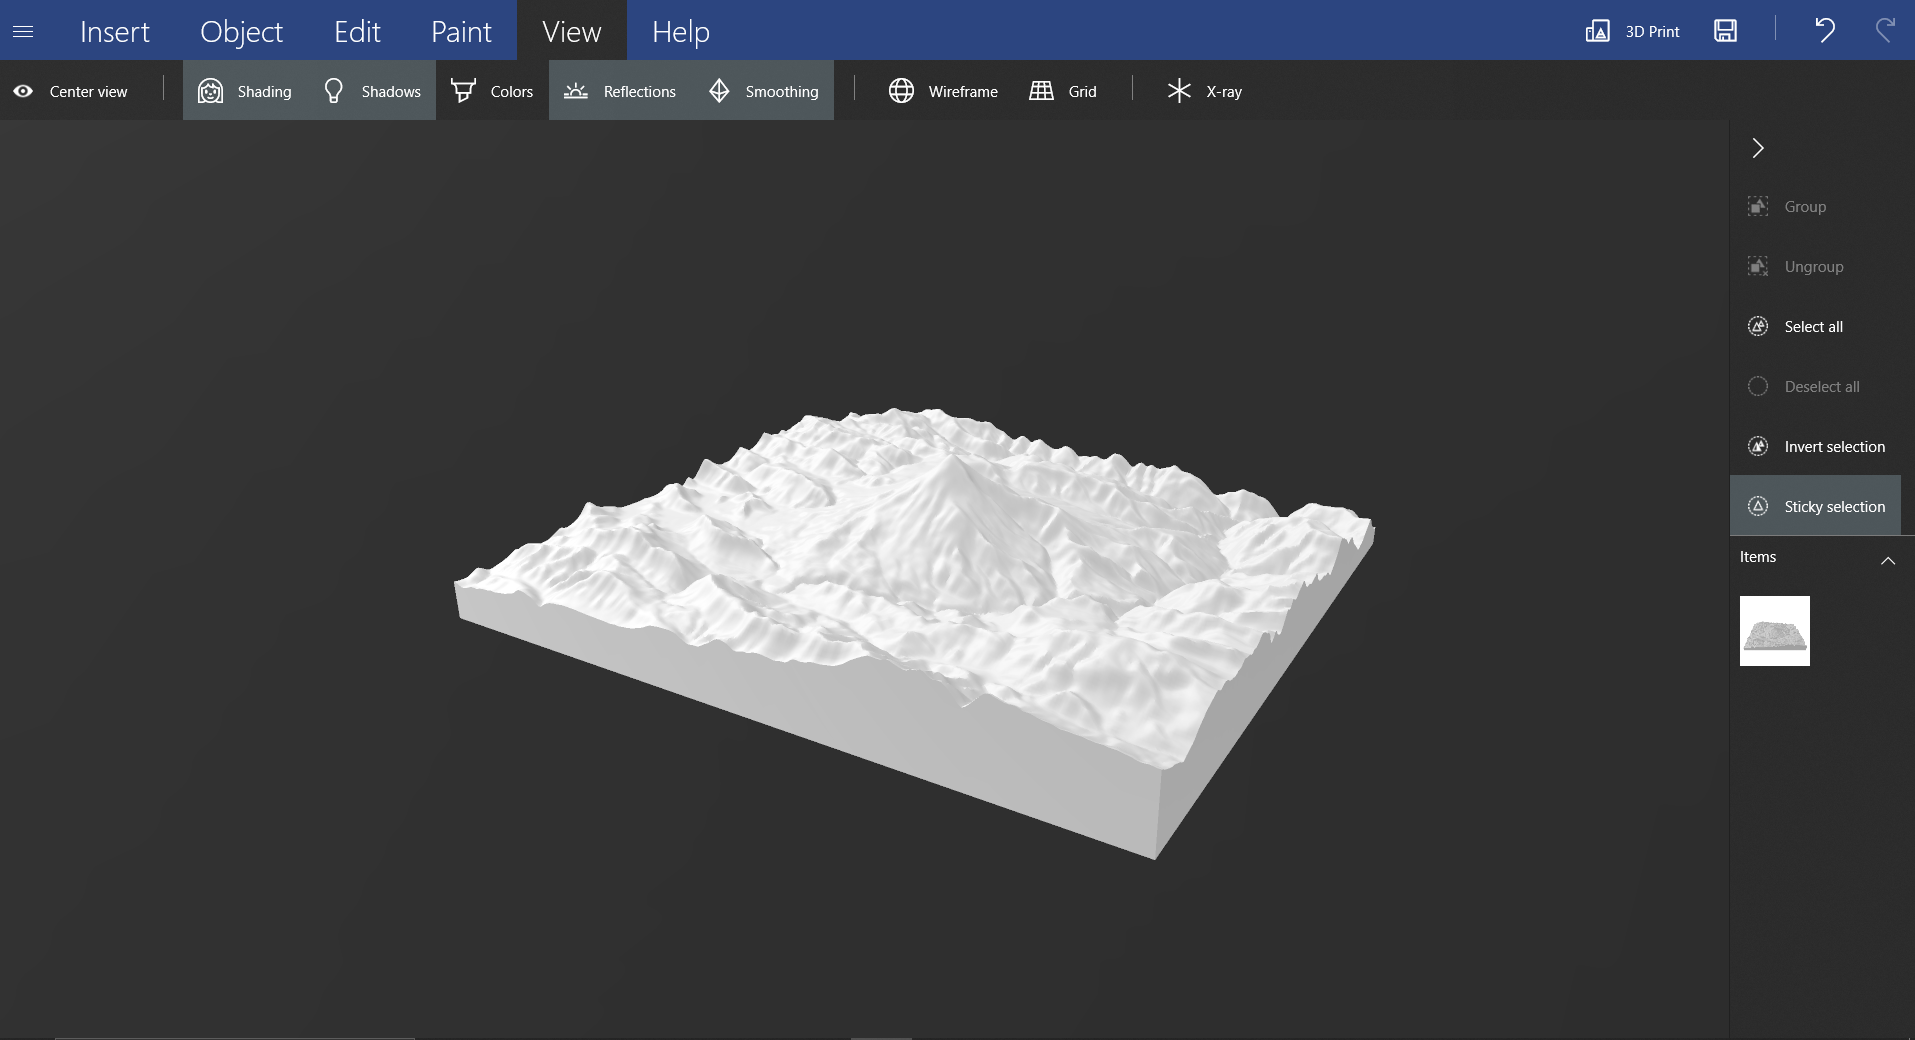 Insert Object Edit Paint View Help 3D Print
Center view Shading Shadows Colors Reflections Smoothing Wireframe Grid X-ray
Group
Ungroup
Select all
Deselect all
Invert selection
Sticky selection
Items